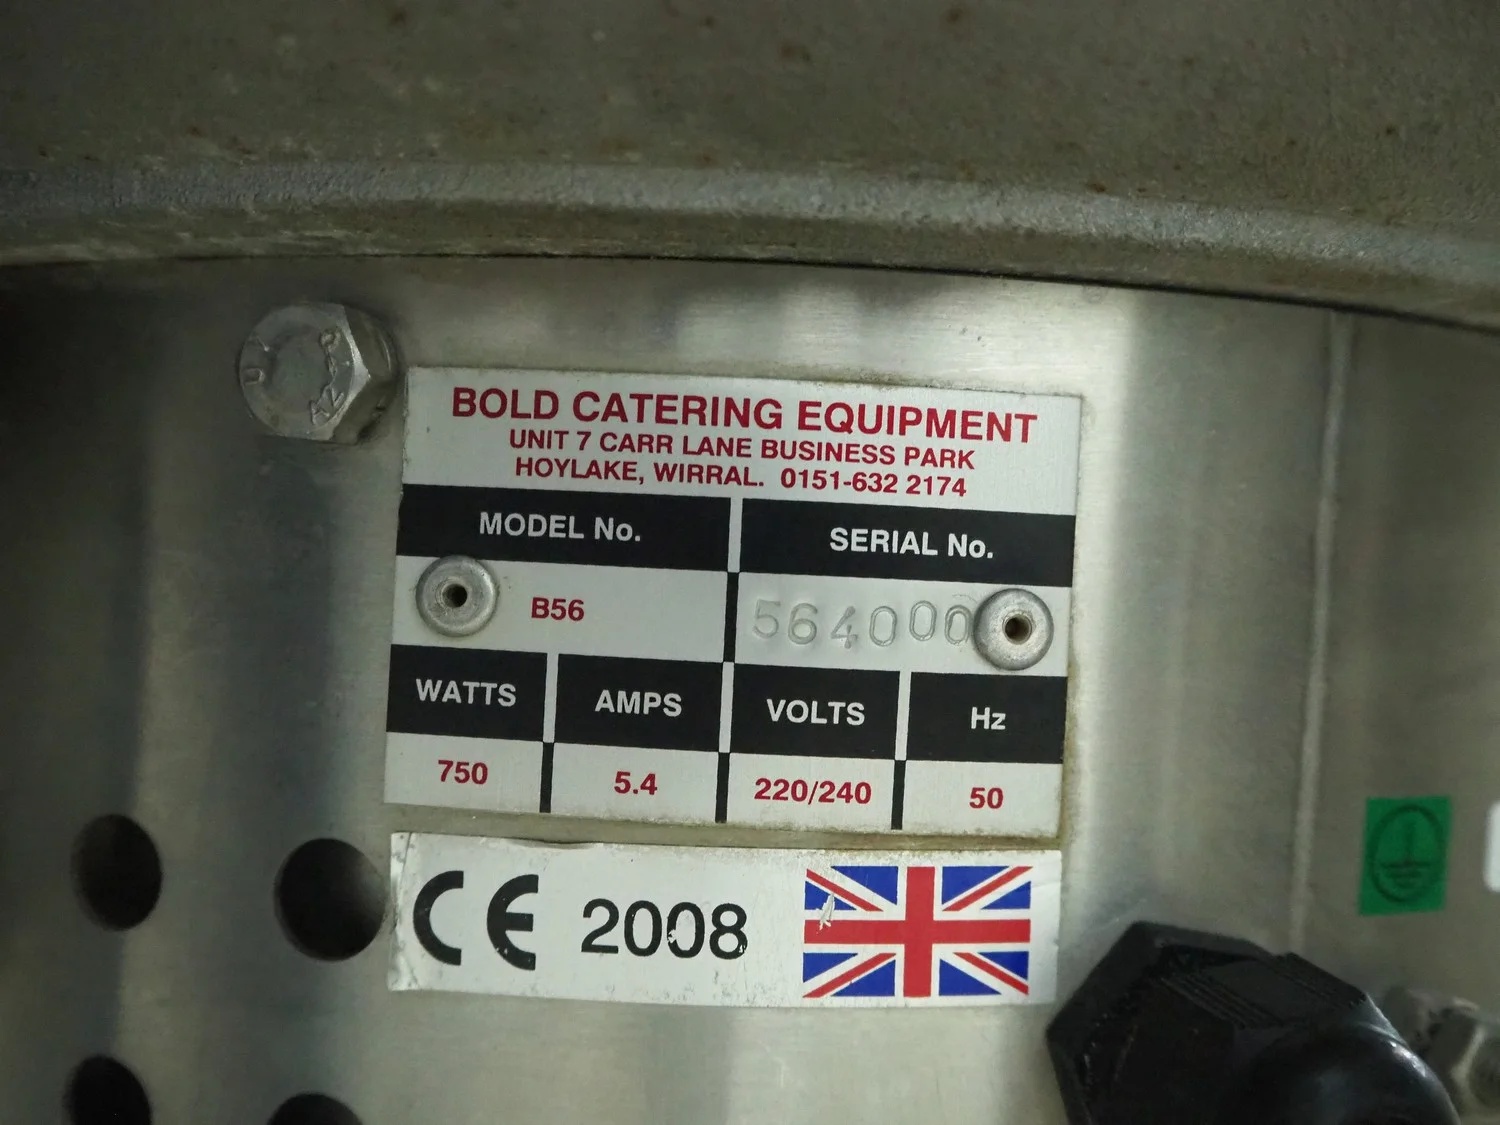 BOLD CATERING EQUIPMENT
UNIT 7 CARR LANE BUSINESS PARK
HOYLAKE, WIRRAL. 0151-632 2174
MODEL No. SERIAL No.
B56 564000
WATTS AMPS VOLTS Hz
750 5.4 220/240 50
CE 2008